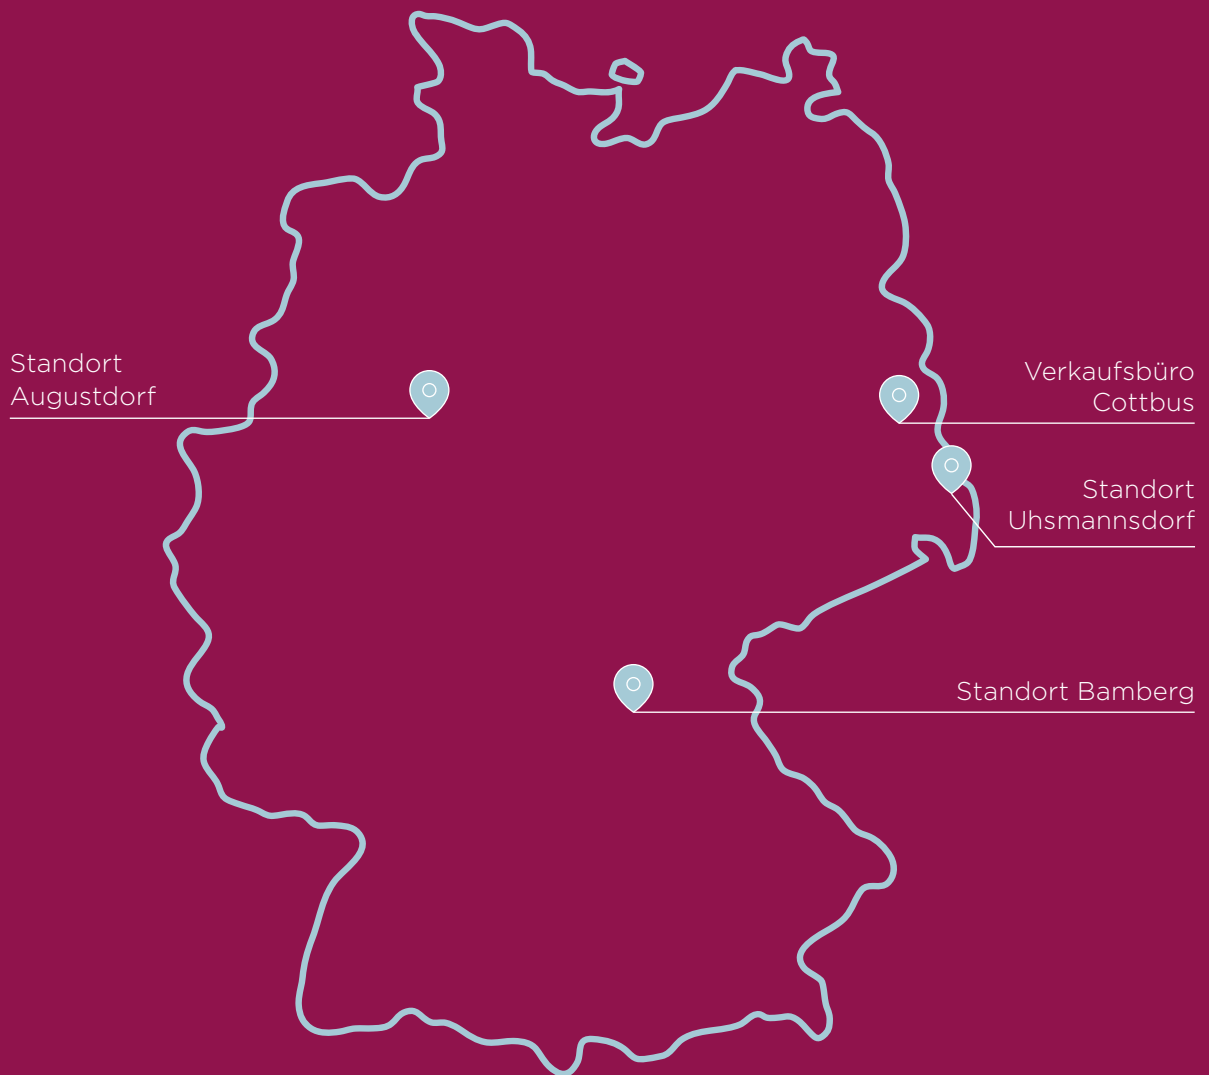 Standort
Augustdorf
Verkaufsbüro
Cottbus
Standort
Uhsmannsdorf
Standort Bamberg